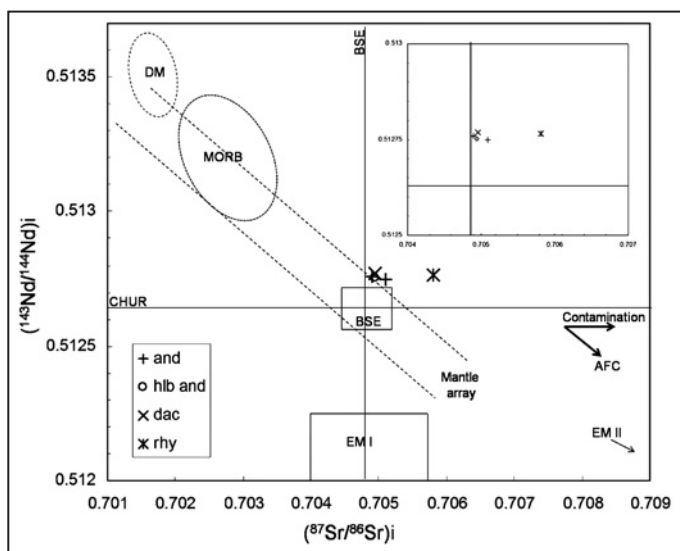 0.5135
0.513
0.5125
0.512
(¹⁴³Nd/¹⁴⁴Nd)i
DM
MORB
BSE
0.513
0.51275
0.5125
0.704
0.705
0.706
0.707
CHUR
BSE
Contamination
AFC
Mantle
array
EM I
EM II
+ and
o hlb and
× dac
ж rhy
0.701 0.702 0.703 0.704 0.705 0.706 0.707 0.708 0.709
(⁸⁷Sr/⁸⁶Sr)i